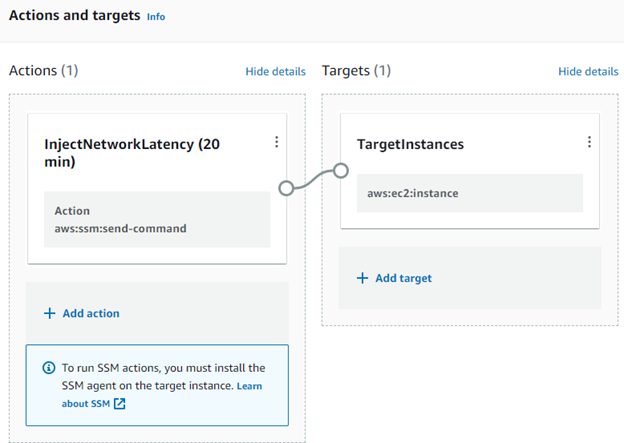 Actions and targets Info
Actions (1)
Hide details
Targets (1)
Hide details
InjectNetworkLatency (20
min)
Action
aws:ssm:send-command
Add action
To run SSM actions, you must install the
SSM agent on the target instance. Learn
about SSM
TargetInstances
aws:ec2:instance
Add target